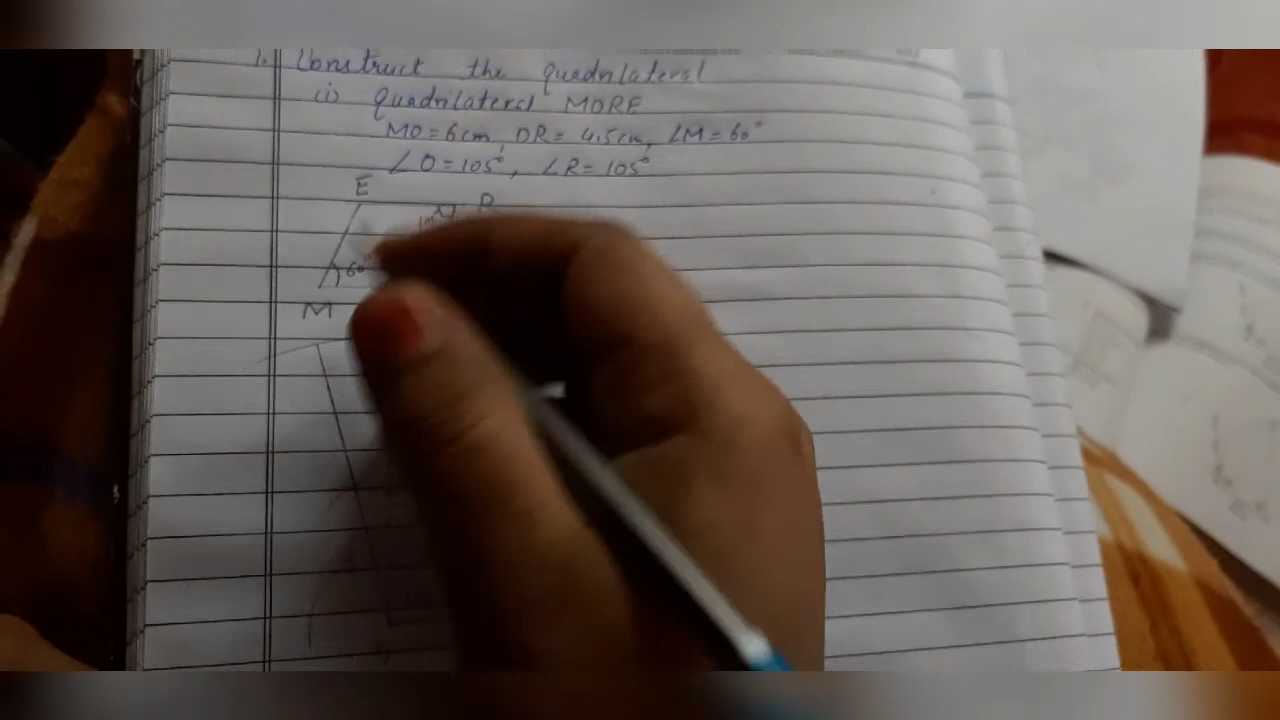 1. Construct the quadrilateral
(i) quadrilateral MORE
MO = 6cm, OR = 4.5cm, ∠M = 60°
∠O = 105°, ∠R = 105°
E R
60°
M